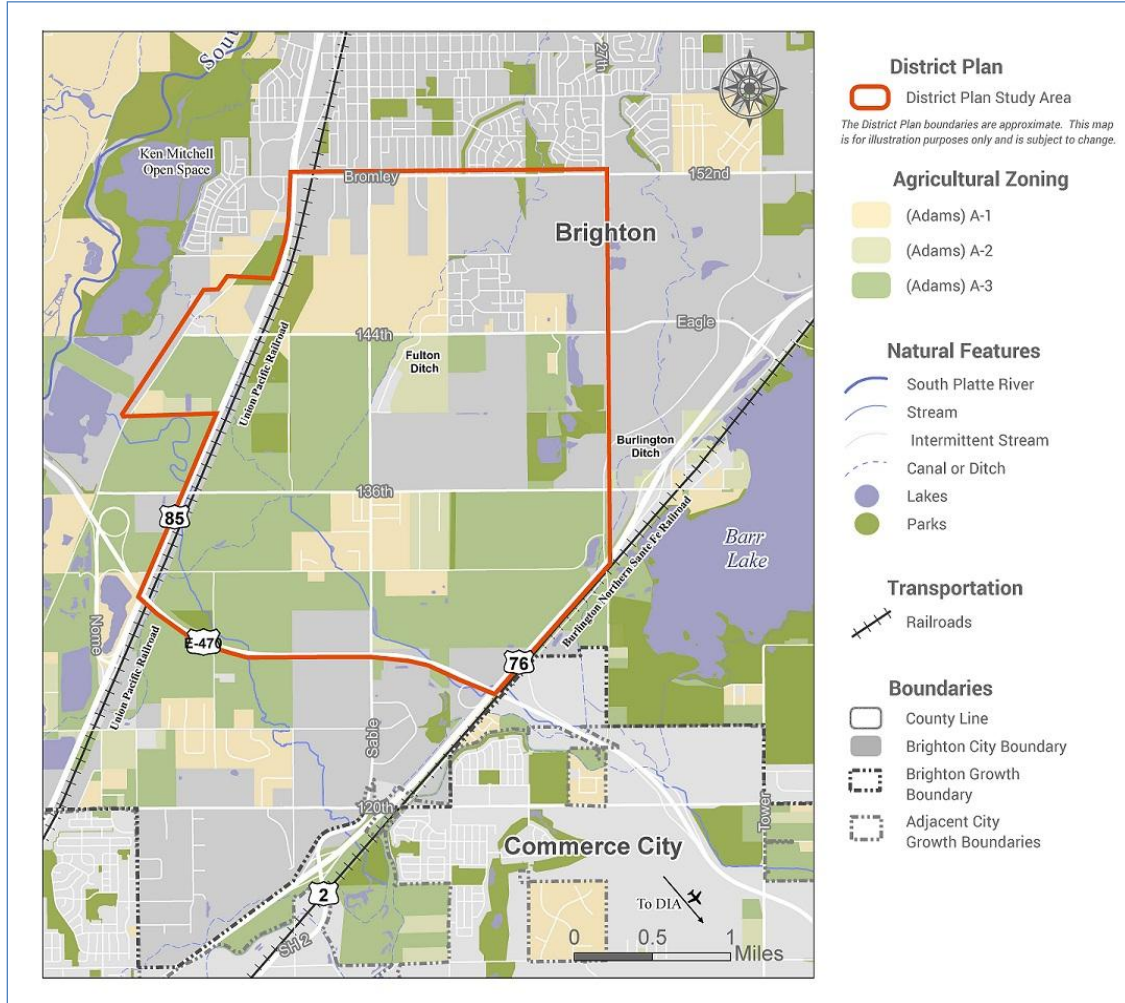 South
27th
Ken Mitchell
Open Space
Bromley
152nd
Brighton
144th
Eagle
Fulton
Ditch
Union Pacific Railroad
Burlington
Ditch
136th
85
Barr
Lake
Burlington Northern Sante Fe Railroad
Nome
E-470
76
Union Pacific Railroad
Sable
120th
Tower
Commerce City
2
To DIA
SH 2
0 0.5 1
Miles
District Plan
District Plan Study Area
The District Plan boundaries are approximate. This map
is for illustration purposes only and is subject to change.
Agricultural Zoning
(Adams) A-1
(Adams) A-2
(Adams) A-3
Natural Features
South Platte River
Stream
Intermittent Stream
Canal or Ditch
Lakes
Parks
Transportation
Railroads
Boundaries
County Line
Brighton City Boundary
Brighton Growth
Boundary
Adjacent City
Growth Boundaries